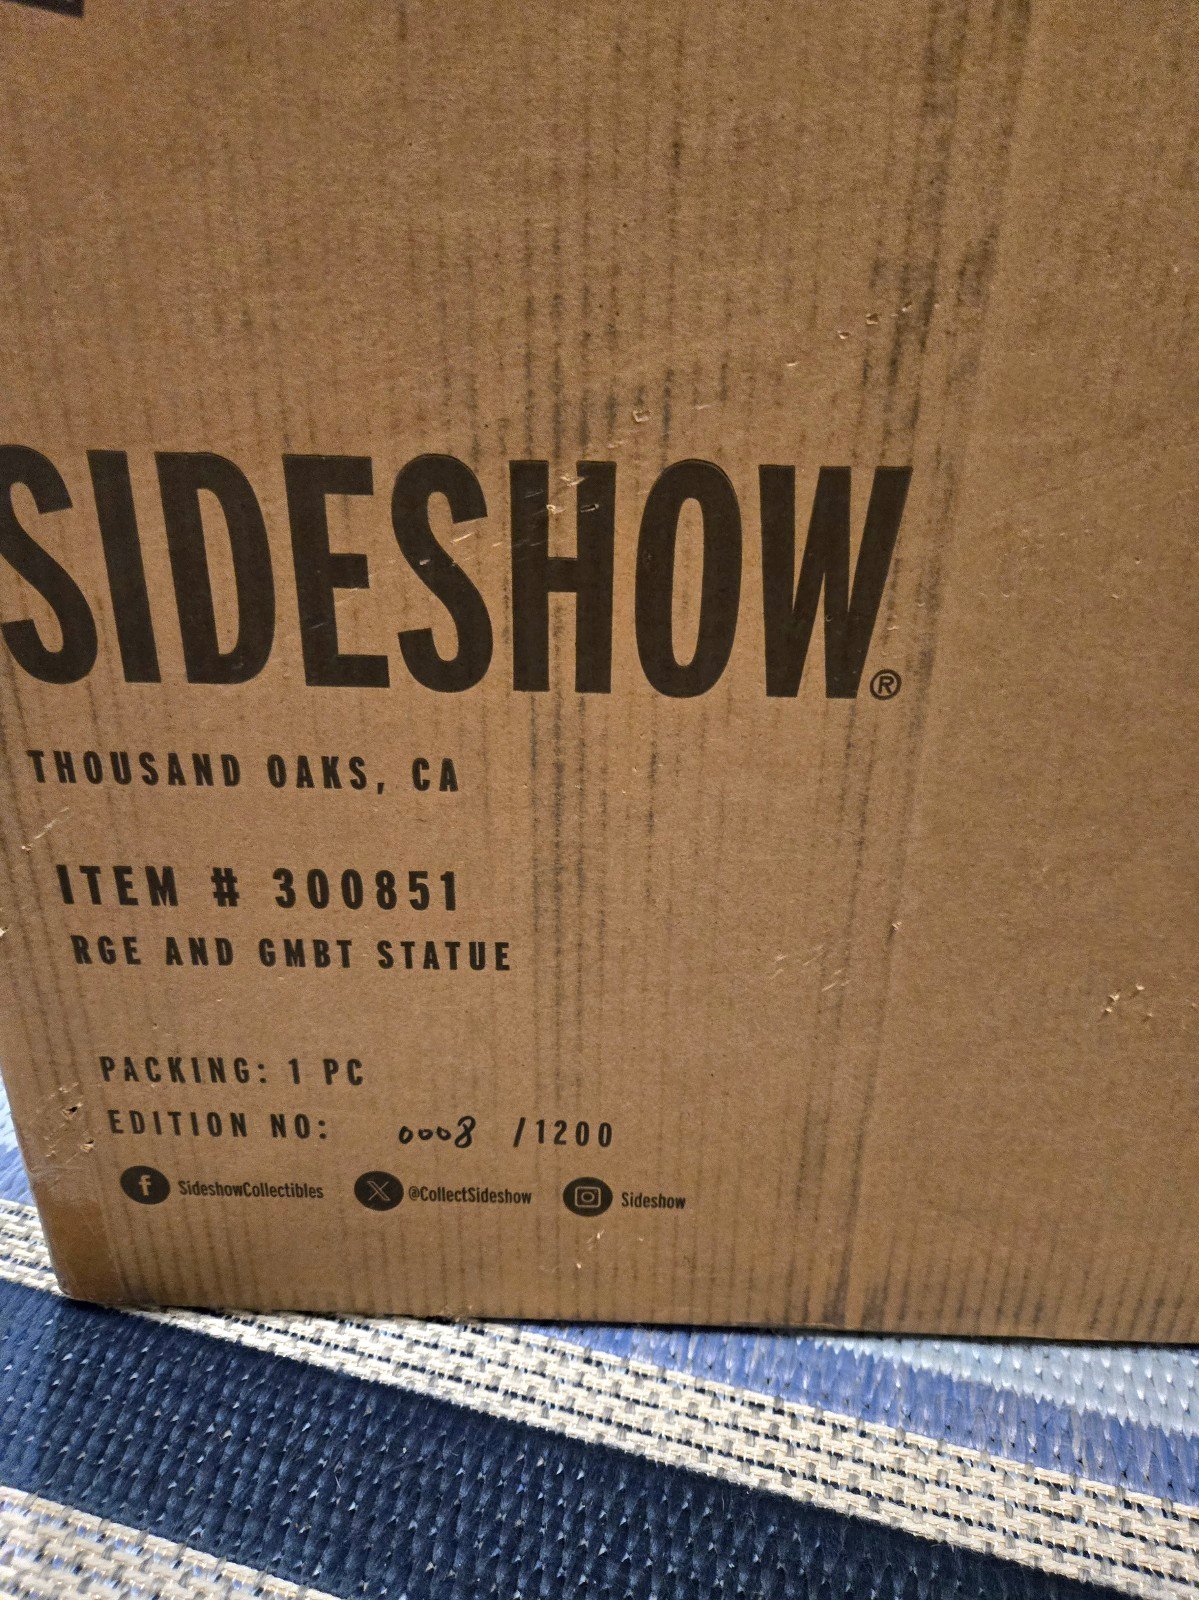 SIDESHOW®
THOUSAND OAKS, CA
ITEM # 300851
RGE AND GMBT STATUE
PACKING: 1 PC
EDITION NO: 0008 /1200
SideshowCollectibles @CollectSideshow Sideshow